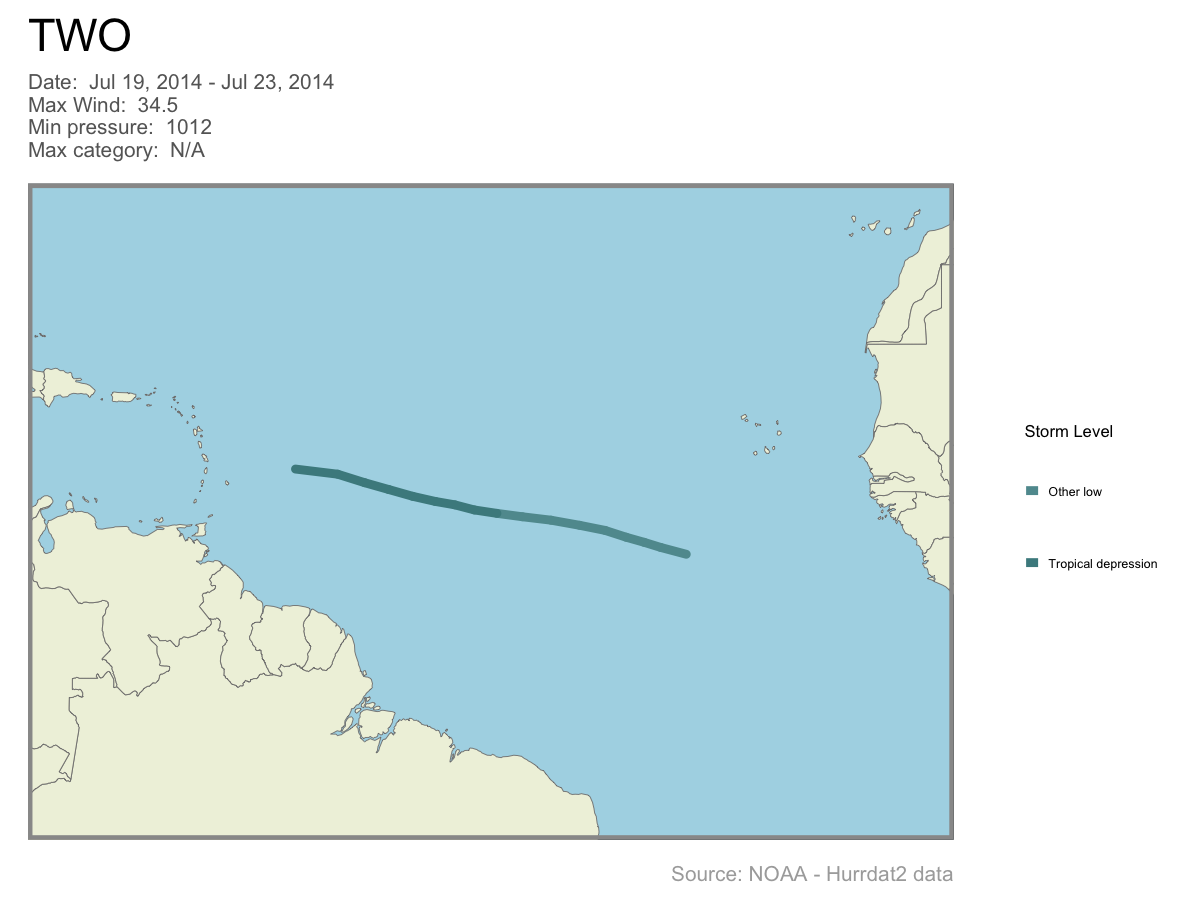 TWO
Date:  Jul 19, 2014 - Jul 23, 2014
Max Wind:  34.5
Min pressure:  1012
Max category:  N/A
Storm Level
Other low
Tropical depression
Source: NOAA - Hurrdat2 data